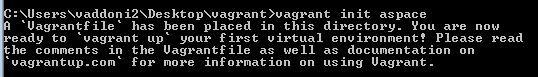 C:\Users\vaddoni2\Desktop\vagrant>vagrant init aspace
A `Vagrantfile` has been placed in this directory. You are now
ready to `vagrant up` your first virtual environment! Please read
the comments in the Vagrantfile as well as documentation on
`vagrantup.com` for more information on using Vagrant.